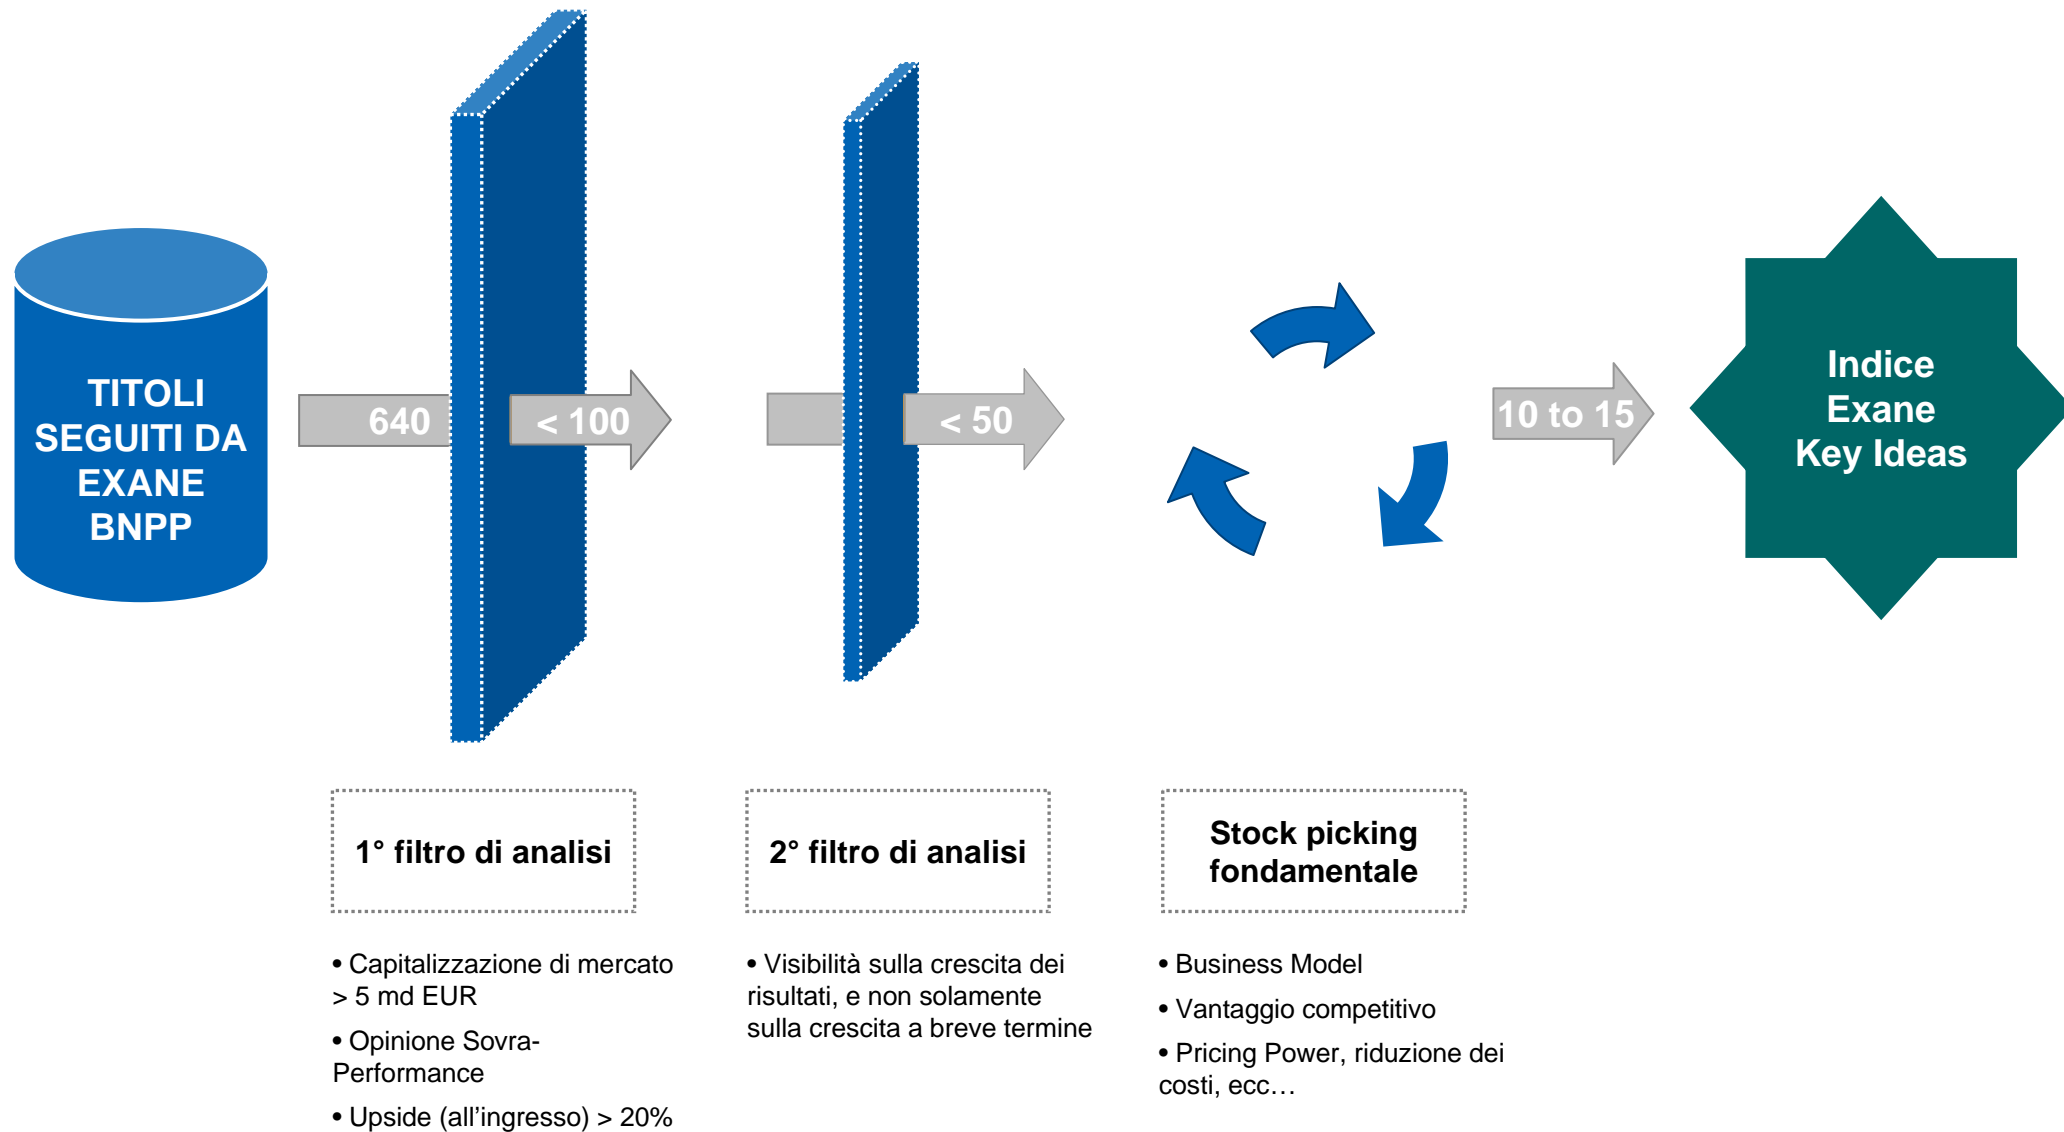 TITOLI
SEGUITI DA
EXANE
BNPP
640
< 100
< 50
10 to 15
Indice
Exane
Key Ideas
1° filtro di analisi
• Capitalizzazione di mercato
> 5 md EUR
• Opinione Sovra-
Performance
• Upside (all’ingresso) > 20%
2° filtro di analisi
• Visibilità sulla crescita dei
risultati, e non solamente
sulla crescita a breve termine
Stock picking
fondamentale
• Business Model
• Vantaggio competitivo
• Pricing Power, riduzione dei
costi, ecc…